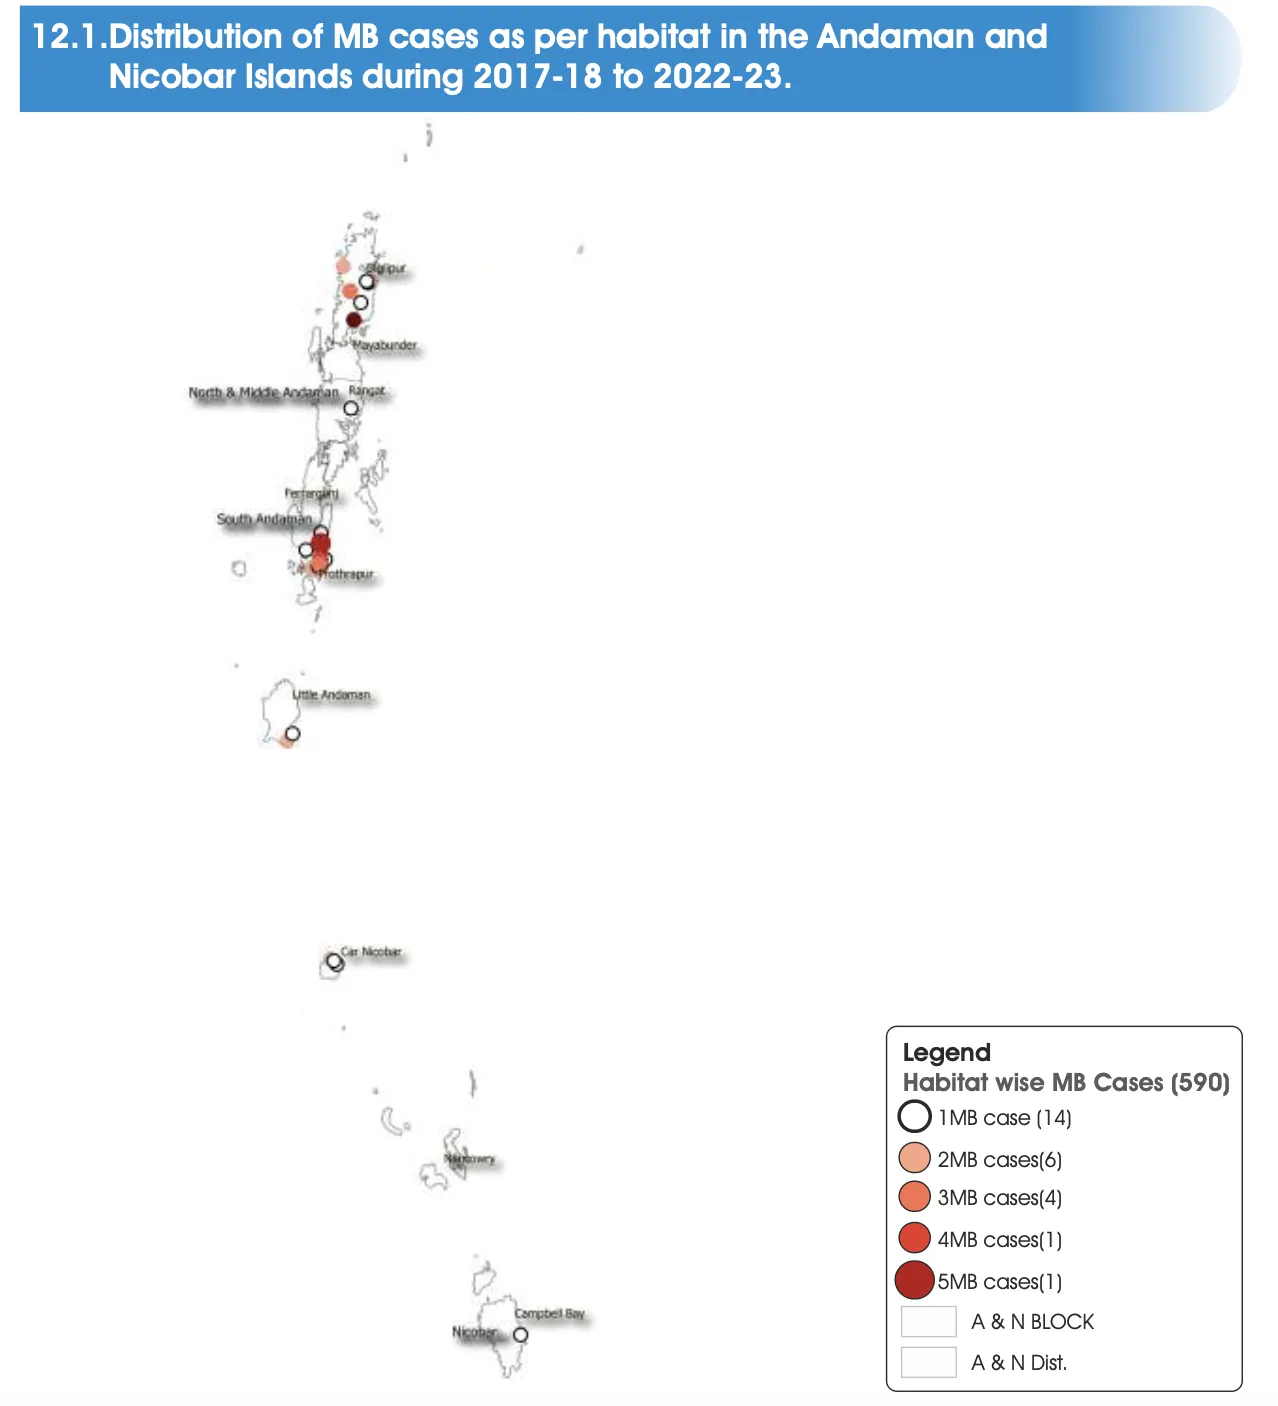 12.1.Distribution of MB cases as per habitat in the Andaman and
Nicobar Islands during 2017-18 to 2022-23.
Diglipur
Mayabunder
North & Middle Andaman
Rangat
Ferrargunj
South Andaman
Prothrapur
Little Andaman
Car Nicobar
Nancowry
Campbell Bay
Nicobar
Legend
Habitat wise MB Cases (590)
1MB case (14)
2MB cases(6)
3MB cases(4)
4MB cases(1)
5MB cases(1)
A & N BLOCK
A & N Dist.